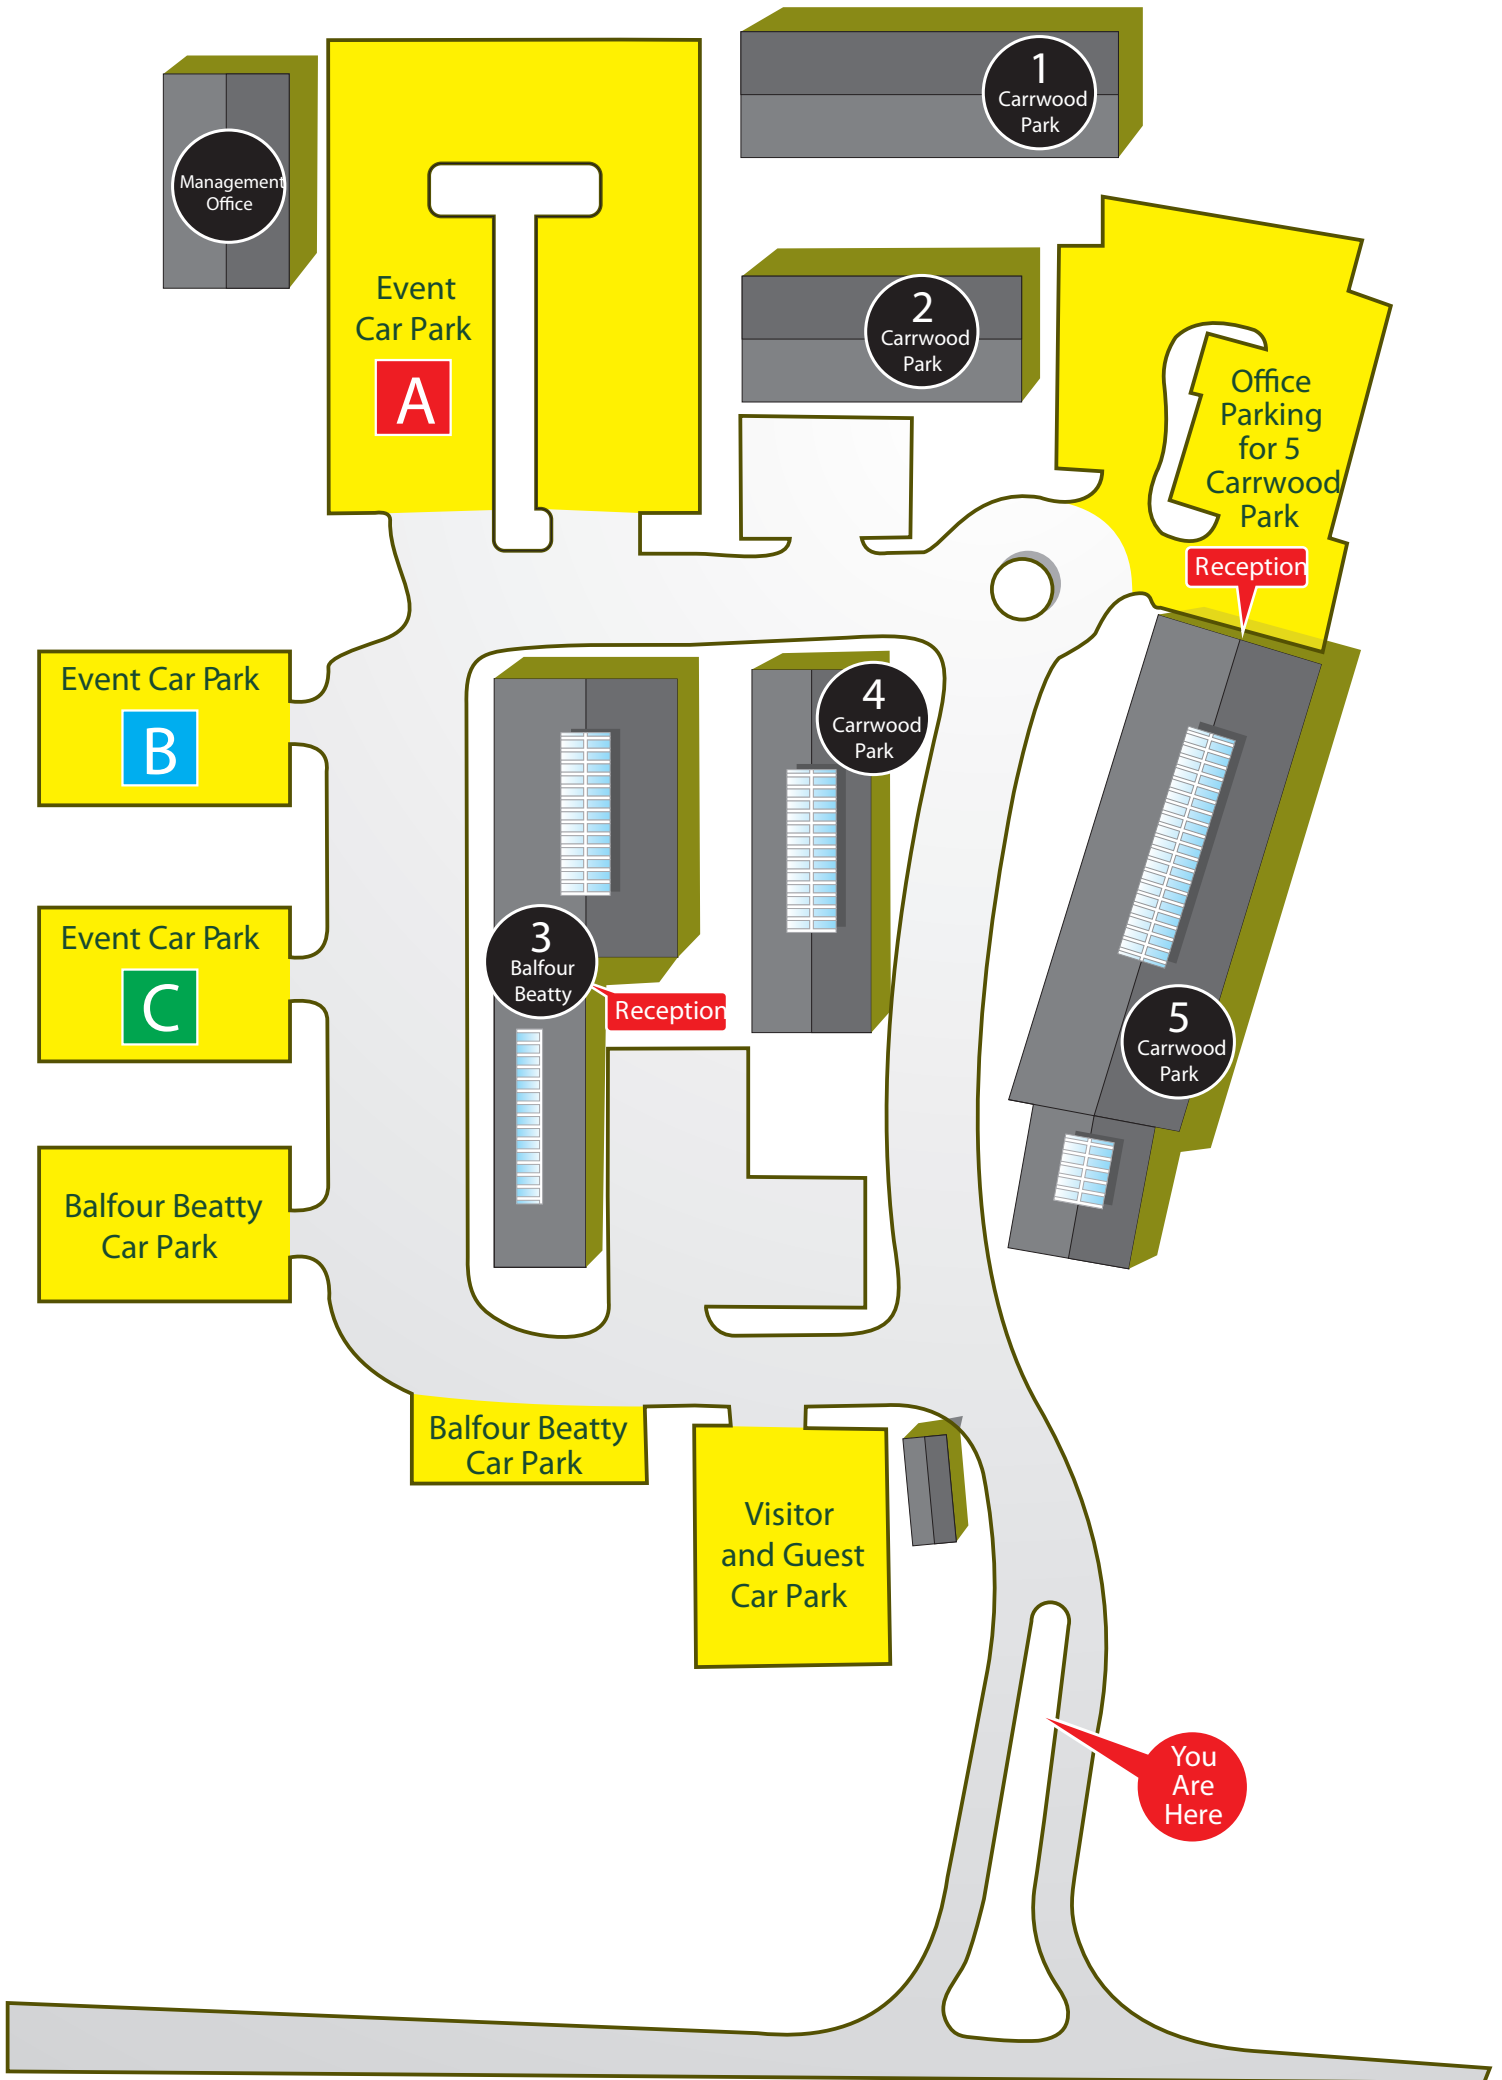 1
Carrwood
Park
Management
Office
Event
Car Park
A
2
Carrwood
Park
Office
Parking
for 5
Carrwood
Park
Reception
Event Car Park
B
4
Carrwood
Park
Event Car Park
C
3
Balfour
Beatty
Reception
5
Carrwood
Park
Balfour Beatty
Car Park
Balfour Beatty
Car Park
Visitor
and Guest
Car Park
You
Are
Here